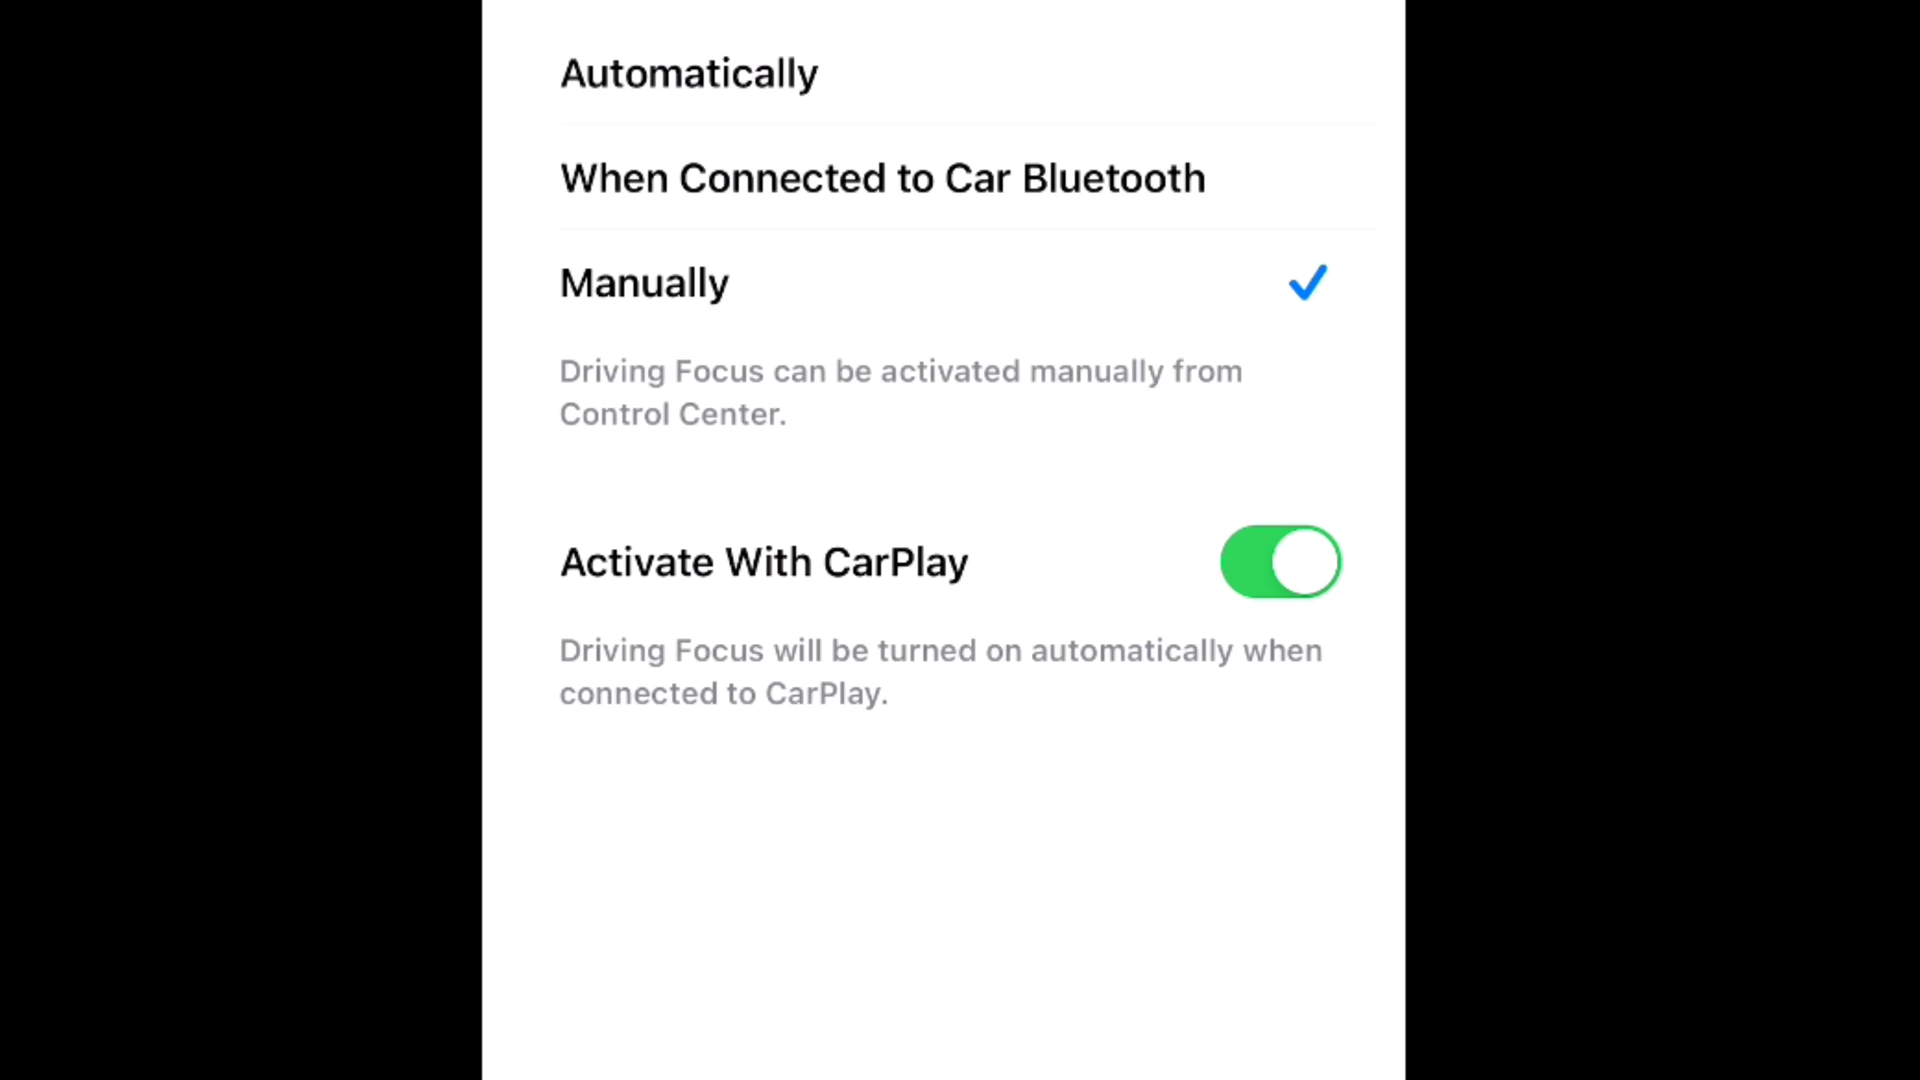 Automatically
When Connected to Car Bluetooth
Manually
Driving Focus can be activated manually from
Control Center.
Activate With CarPlay
Driving Focus will be turned on automatically when
connected to CarPlay.